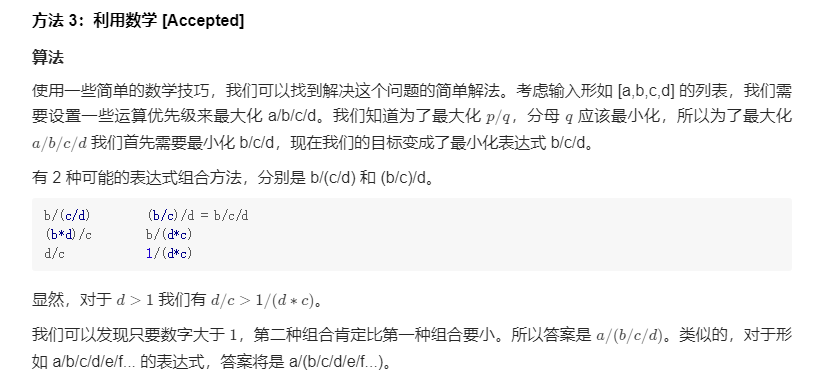 方法 3：利用数学 [Accepted]
算法
使用一些简单的数学技巧，我们可以找到解决这个问题的简单解法。考虑输入形如 [a,b,c,d] 的列表，我们需
要设置一些运算优先级来最大化 a/b/c/d。我们知道为了最大化 p/q，分母 q 应该最小化，所以为了最大化
a/b/c/d 我们首先需要最小化 b/c/d，现在我们的目标变成了最小化表达式 b/c/d。
有 2 种可能的表达式组合方法，分别是 b/(c/d) 和 (b/c)/d。
b/(c/d)        (b/c)/d = b/c/d
(b*d)/c        b/(d*c)
d/c            1/(d*c)
显然，对于 d > 1 我们有 d/c > 1/(d * c)。
我们可以发现只要数字大于 1，第二种组合肯定比第一种组合要小。所以答案是 a/(b/c/d)。类似的，对于形
如 a/b/c/d/e/f... 的表达式，答案将是 a/(b/c/d/e/f...)。